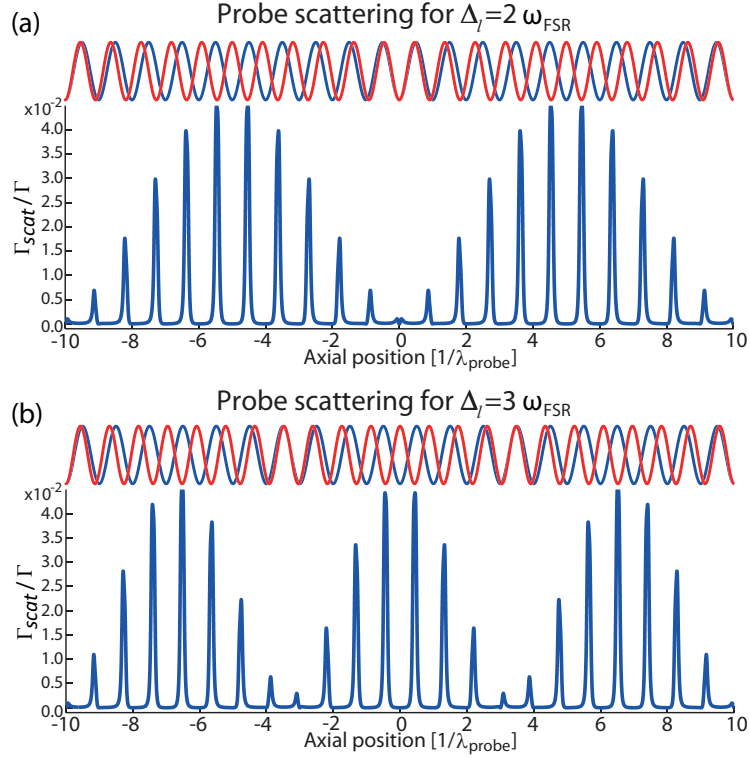 (a)
Probe scattering for Δl=2 ωFSR
x10⁻²
4.0
3.5
3.0
2.5
2.0
1.5
1.0
0.5
0.0
Γscat / Γ
-10 -8 -6 -4 -2 0 2 4 6 8 10
Axial position [1/λprobe]
(b)
Probe scattering for Δl=3 ωFSR
x10⁻²
4.0
3.5
3.0
2.5
2.0
1.5
1.0
0.5
0.0
Γscat / Γ
-10 -8 -6 -4 -2 0 2 4 6 8 10
Axial position [1/λprobe]